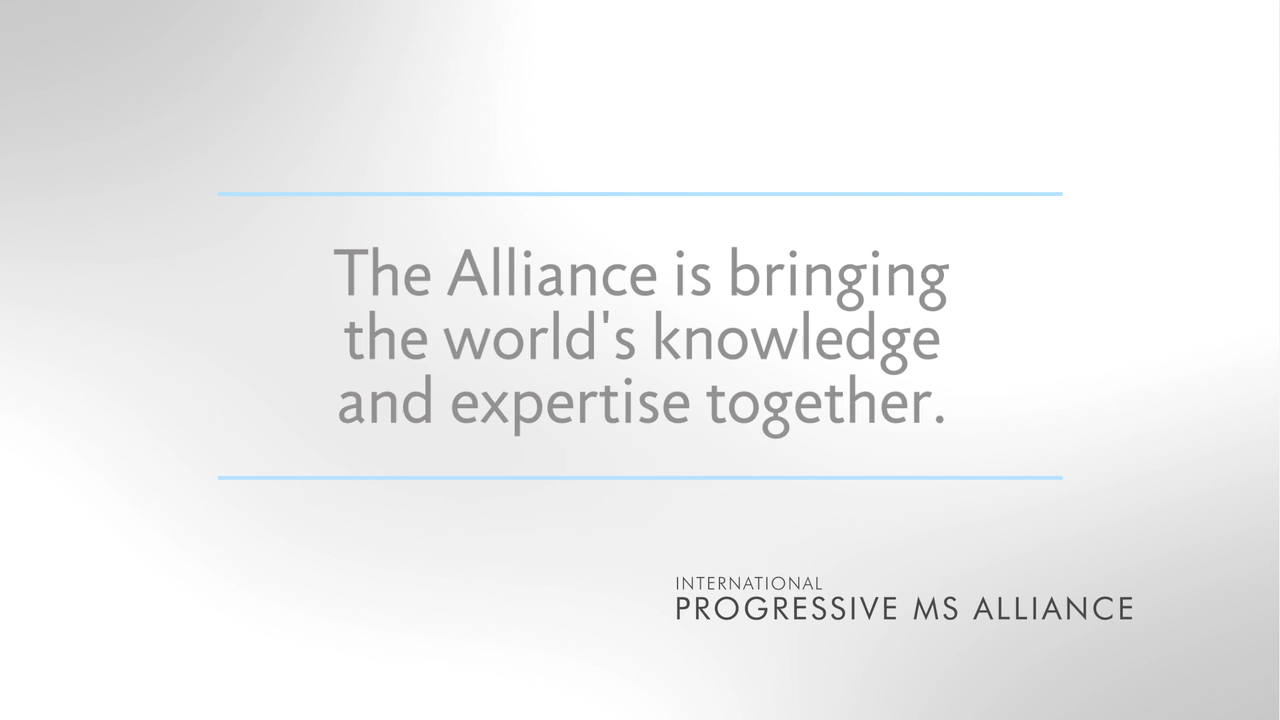 The Alliance is bringing
the world's knowledge
and expertise together.
INTERNATIONAL
PROGRESSIVE MS ALLIANCE